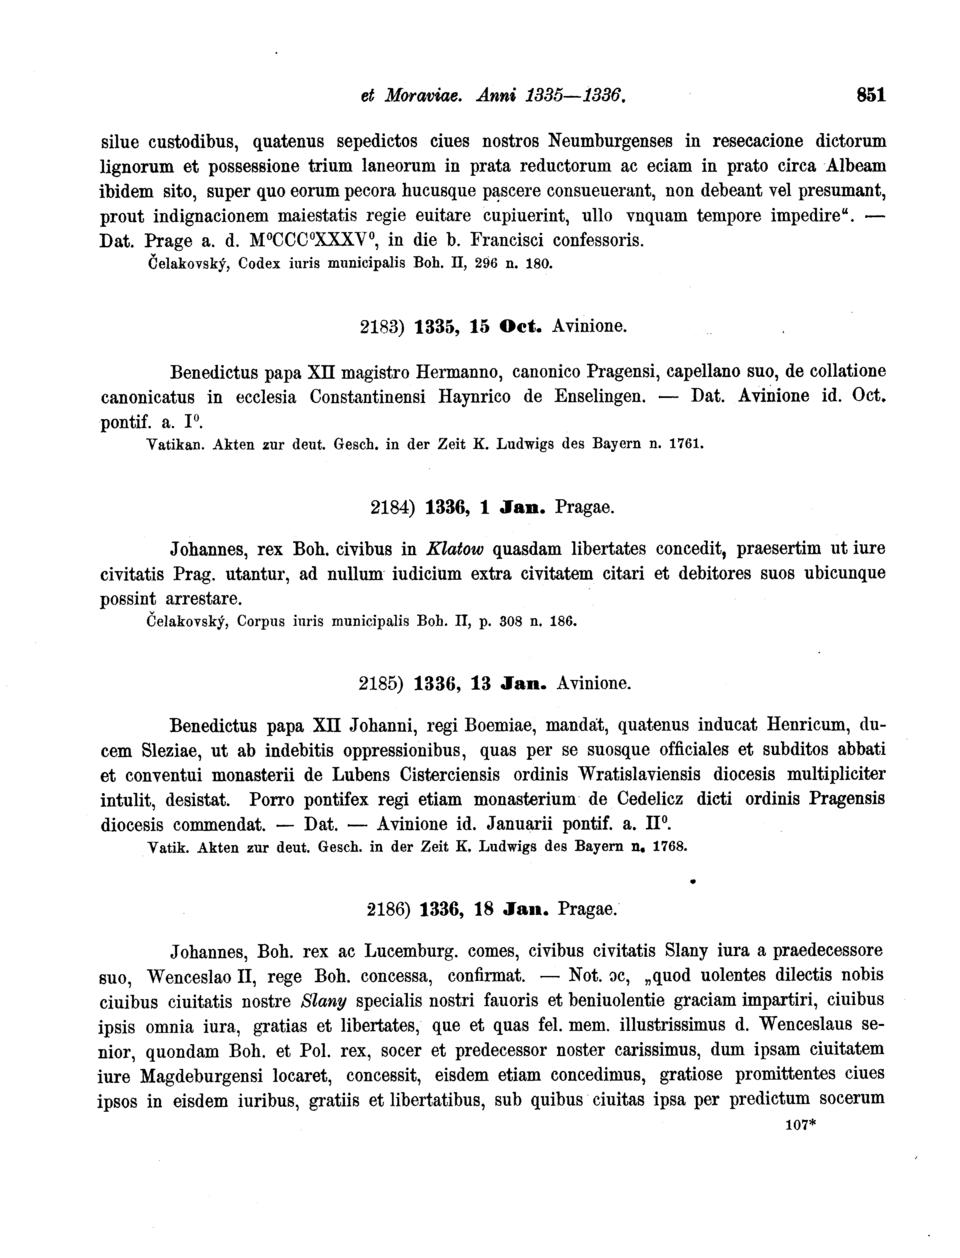 et Moraviae. Anni 1335—1336. 851
silue custodibus, quatenus sepedictos ciues nostros Neumburgenses in resecacione dictorum
lignorum et possessione trium laneorum in prata reductorum ac eciam in prato circa Albeam
ibidem sito, super quo eorum pecora hucusque pascere consueuerant, non debeant vel presumant,
prout indignacionem maiestatis regie euitare cupiuerint, ullo vnquam tempore impedire“. —
Dat. Prage a. d. M⁰CCC⁰XXXV⁰, in die b. Francisci confessoris.
Čelakovský, Codex iuris municipalis Boh. II, 296 n. 180.
2183) 1335, 15 Oct. Avinione.
Benedictus papa XII magistro Hermanno, canonico Pragensi, capellano suo, de collatione
canonicatus in ecclesia Constantinensi Haynrico de Enselingen. — Dat. Avinione id. Oct.
pontif. a. I⁰.
Vatikan. Akten zur deut. Gesch. in der Zeit K. Ludwigs des Bayern n. 1761.
2184) 1336, 1 Jan. Pragae.
Johannes, rex Boh. civibus in Klatow quasdam libertates concedit, praesertim ut iure
civitatis Prag. utantur, ad nullum iudicium extra civitatem citari et debitores suos ubicunque
possint arrestare.
Čelakovský, Corpus iuris municipalis Boh. II, p. 308 n. 186.
2185) 1336, 13 Jan. Avinione.
Benedictus papa XII Johanni, regi Boemiae, mandat, quatenus inducat Henricum, du-
cem Sleziae, ut ab indebitis oppressionibus, quas per se suosque officiales et subditos abbati
et conventui monasterii de Lubens Cisterciensis ordinis Wratislaviensis diocesis multipliciter
intulit, desistat. Porro pontifex regi etiam monasterium de Cedelicz dicti ordinis Pragensis
diocesis commendat. — Dat. — Avinione id. Januarii pontif. a. II⁰.
Vatik. Akten zur deut. Gesch. in der Zeit K. Ludwigs des Bayern n. 1768.
2186) 1336, 18 Jan. Pragae.
Johannes, Boh. rex ac Lucemburg. comes, civibus civitatis Slany iura a praedecessore
suo, Wenceslao II, rege Boh. concessa, confirmat. — Not. ɔc, „quod uolentes dilectis nobis
ciuibus ciuitatis nostre Slany specialis nostri fauoris et beniuolentie graciam impartiri, ciuibus
ipsis omnia iura, gratias et libertates, que et quas fel. mem. illustrissimus d. Wenceslaus se-
nior, quondam Boh. et Pol. rex, socer et predecessor noster carissimus, dum ipsam ciuitatem
iure Magdeburgensi locaret, concessit, eisdem etiam concedimus, gratiose promittentes ciues
ipsos in eisdem iuribus, gratiis et libertatibus, sub quibus ciuitas ipsa per predictum socerum
107*